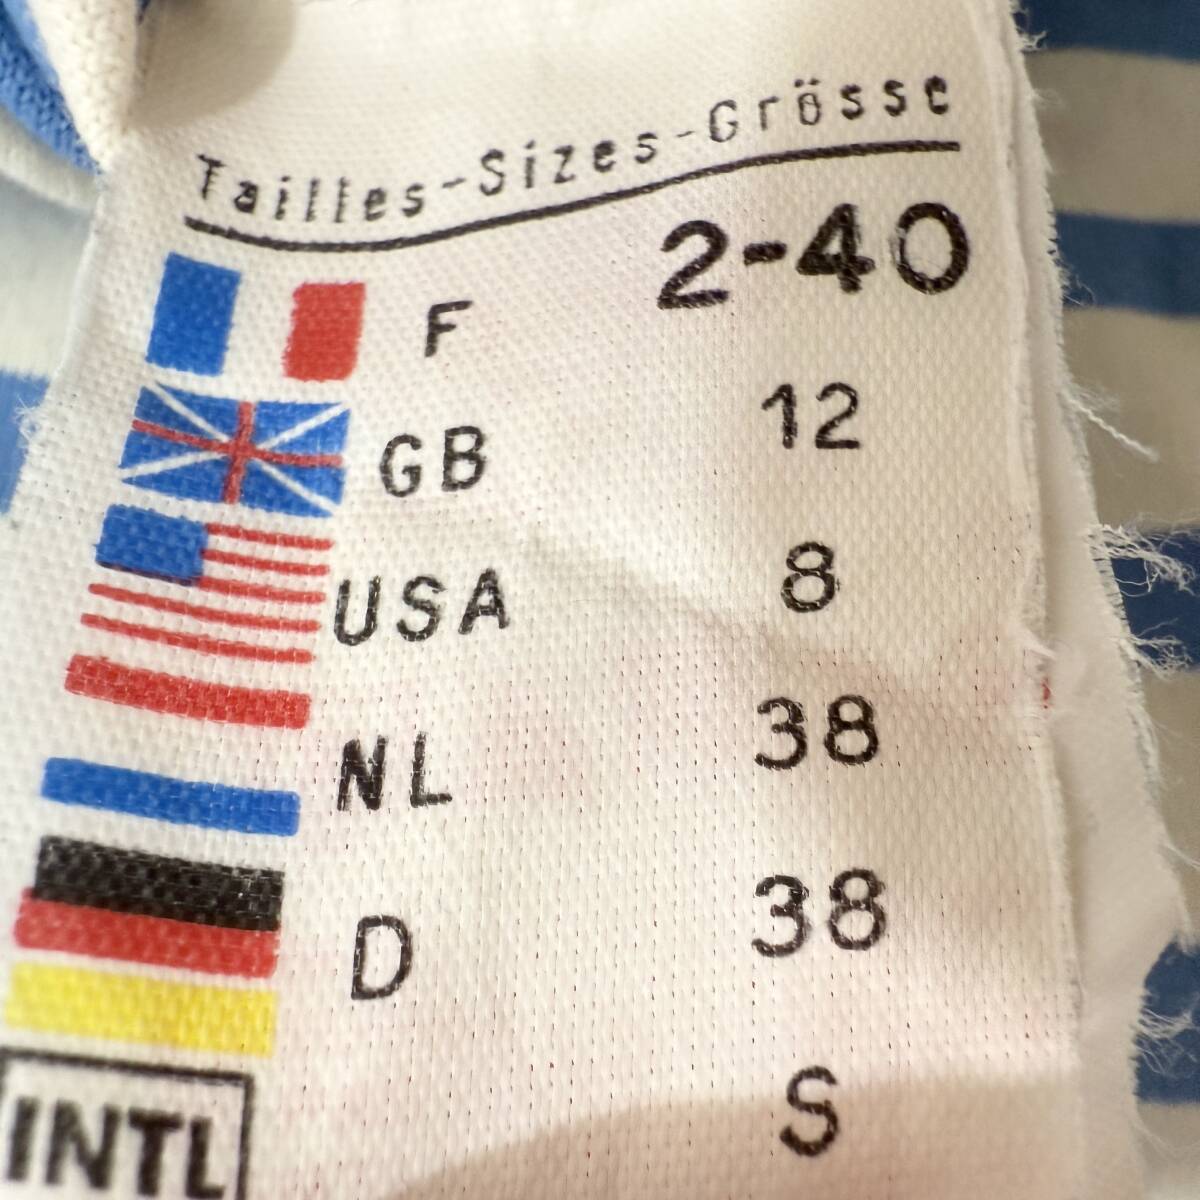 Tailles-Sizes-Grösse
F 2-40
GB 12
USA 8
NL 38
D 38
INTL S